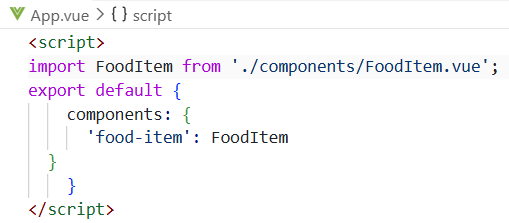 App.vue > {} script
<script>
import FoodItem from './components/FoodItem.vue';
export default {
    components: {
      'food-item': FoodItem
  }
    }
</script>